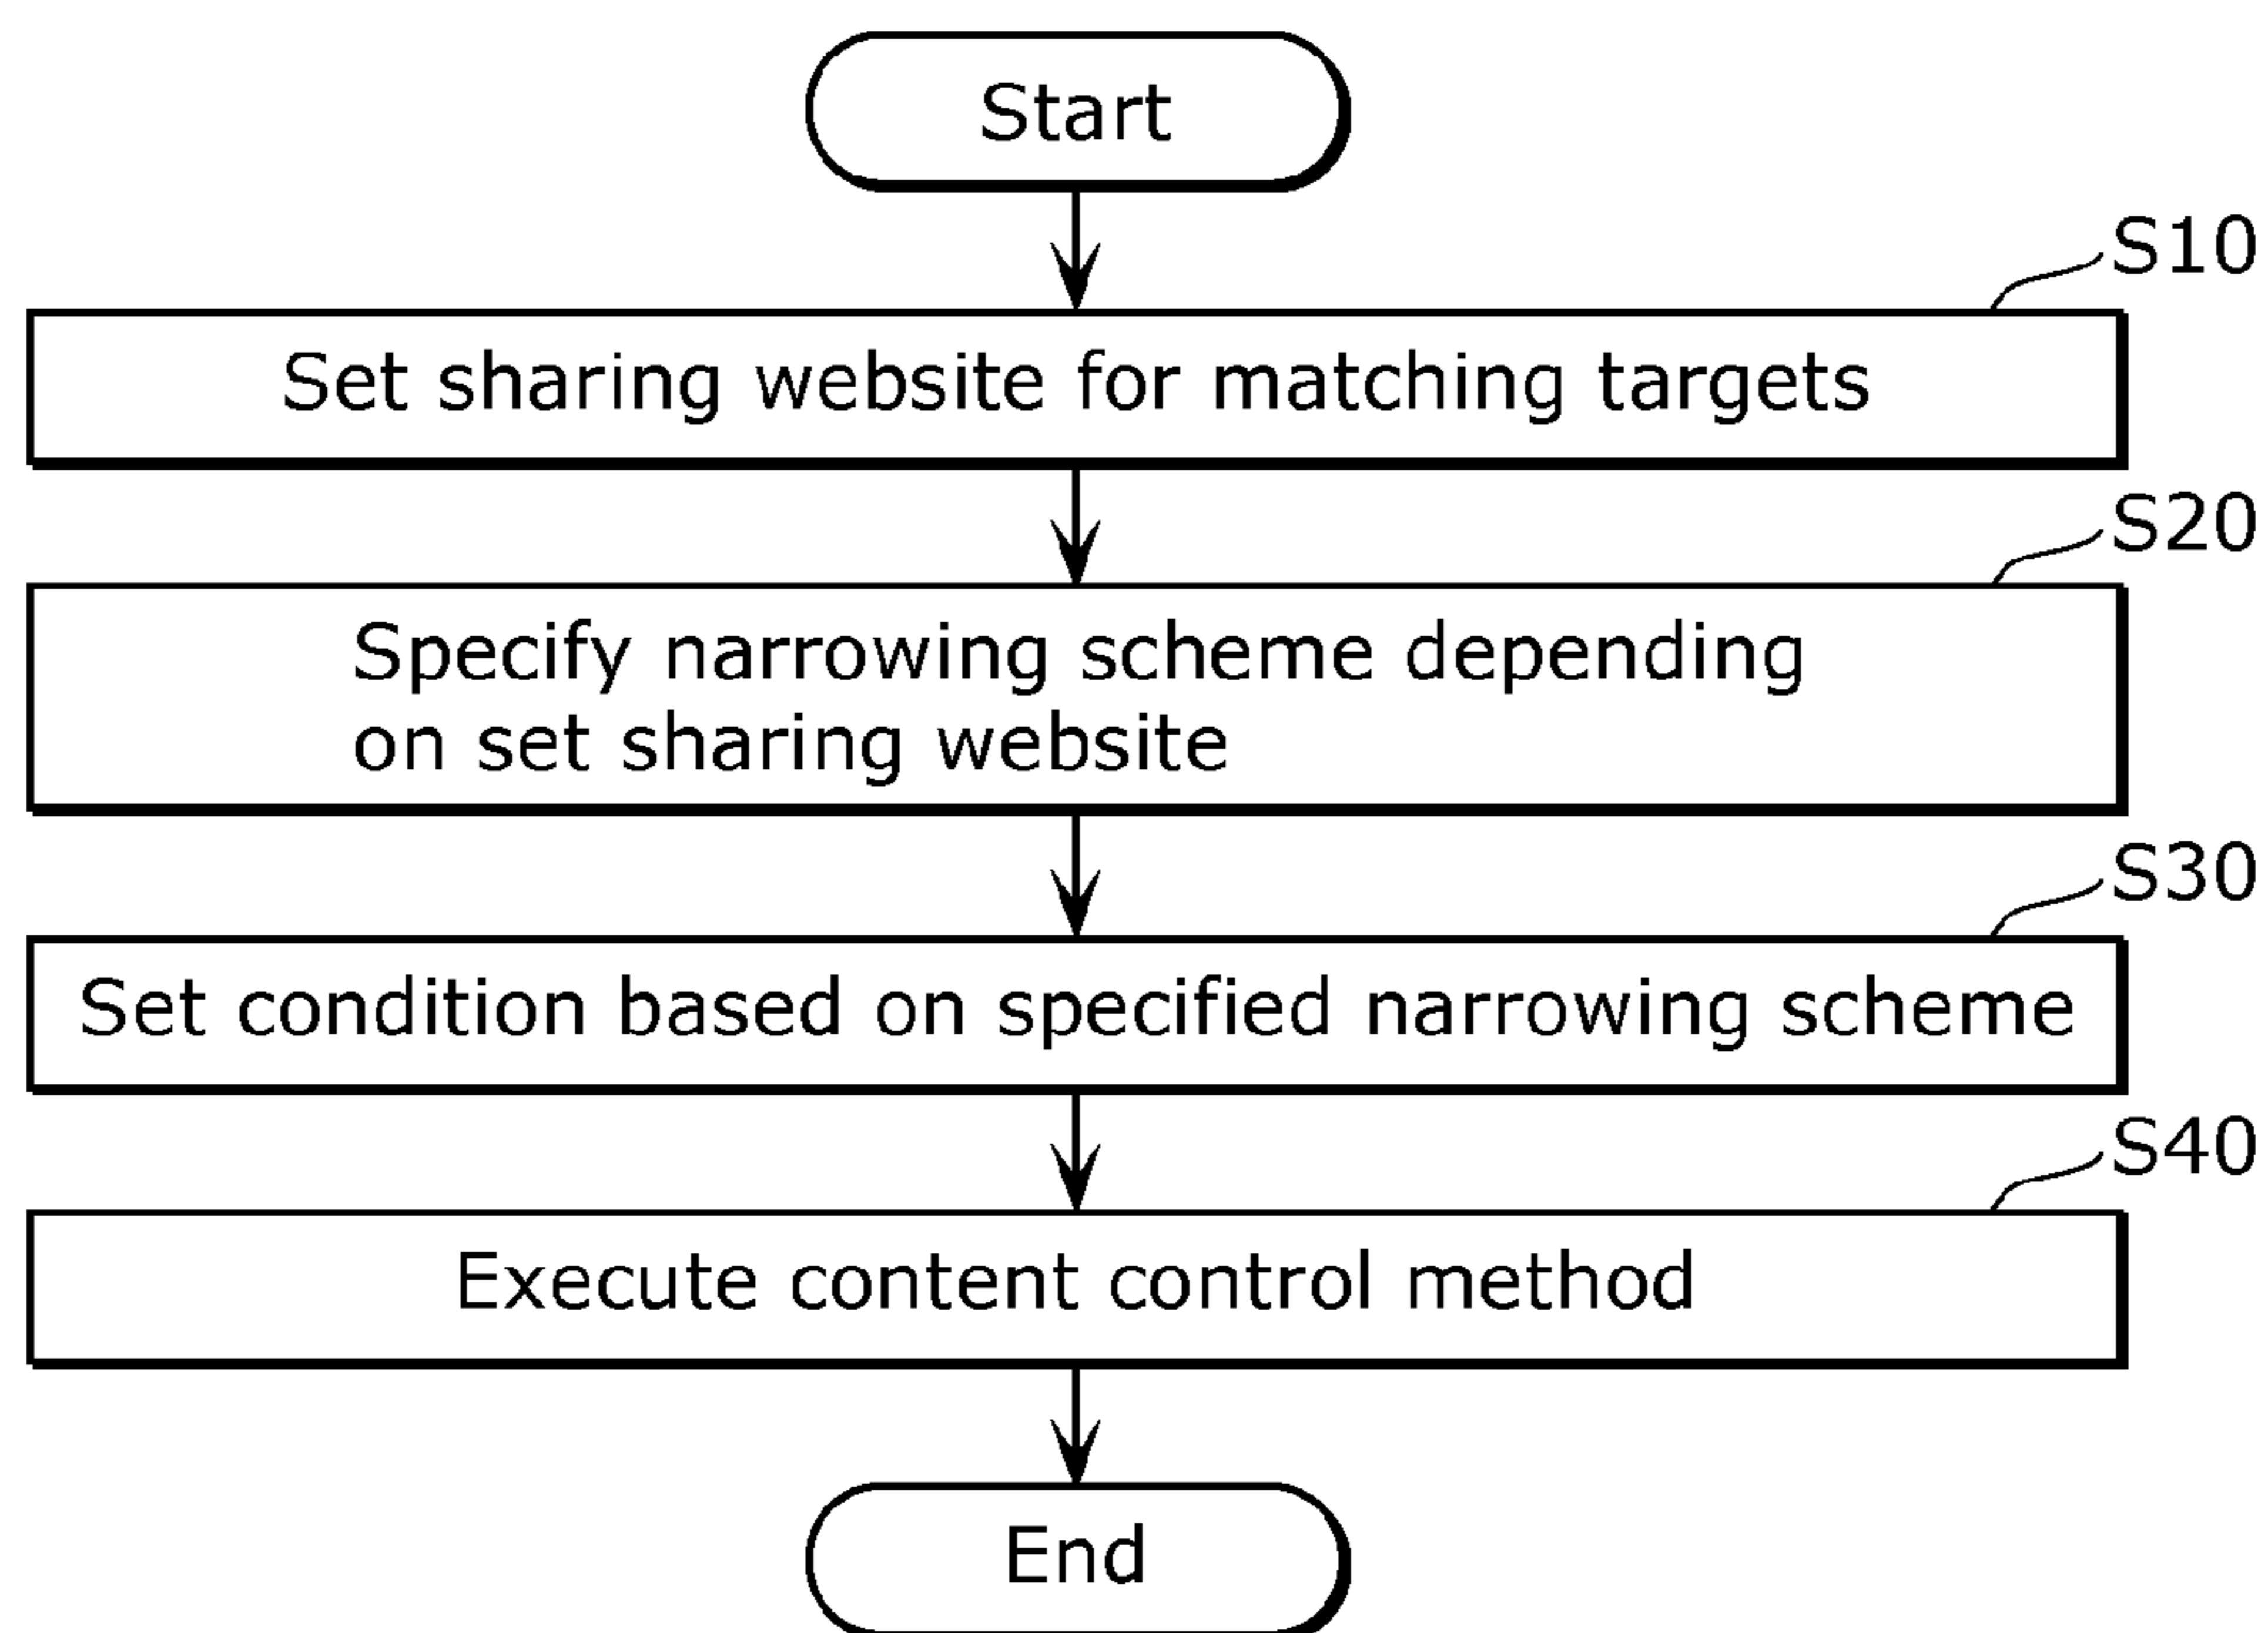 Start
S10
Set sharing website for matching targets
S20
Specify narrowing scheme depending
on set sharing website
S30
Set condition based on specified narrowing scheme
S40
Execute content control method
End